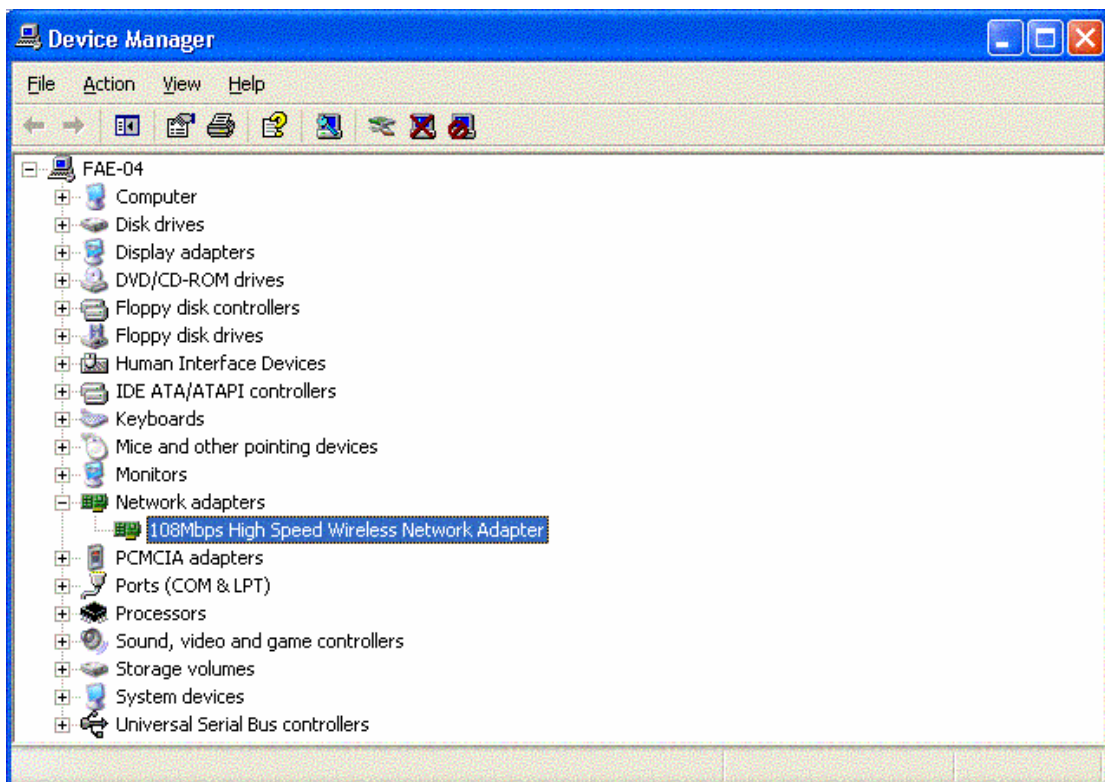 Device Manager
File Action View Help
FAE-04
Computer
Disk drives
Display adapters
DVD/CD-ROM drives
Floppy disk controllers
Floppy disk drives
Human Interface Devices
IDE ATA/ATAPI controllers
Keyboards
Mice and other pointing devices
Monitors
Network adapters
108Mbps High Speed Wireless Network Adapter
PCMCIA adapters
Ports (COM & LPT)
Processors
Sound, video and game controllers
Storage volumes
System devices
Universal Serial Bus controllers